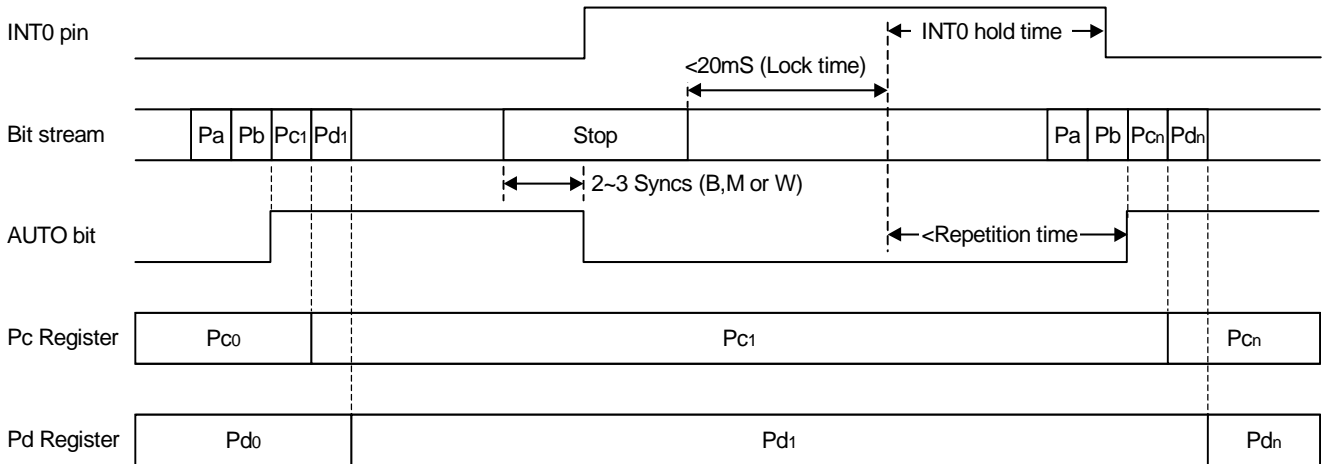 INT0 pin
INT0 hold time
<20mS (Lock time)
Bit stream
Pa Pb Pc1 Pd1 Stop Pa Pb Pcn Pdn
2~3 Syncs (B,M or W)
AUTO bit
<Repetition time
Pc Register Pc0 Pc1 Pcn
Pd Register Pd0 Pd1 Pdn